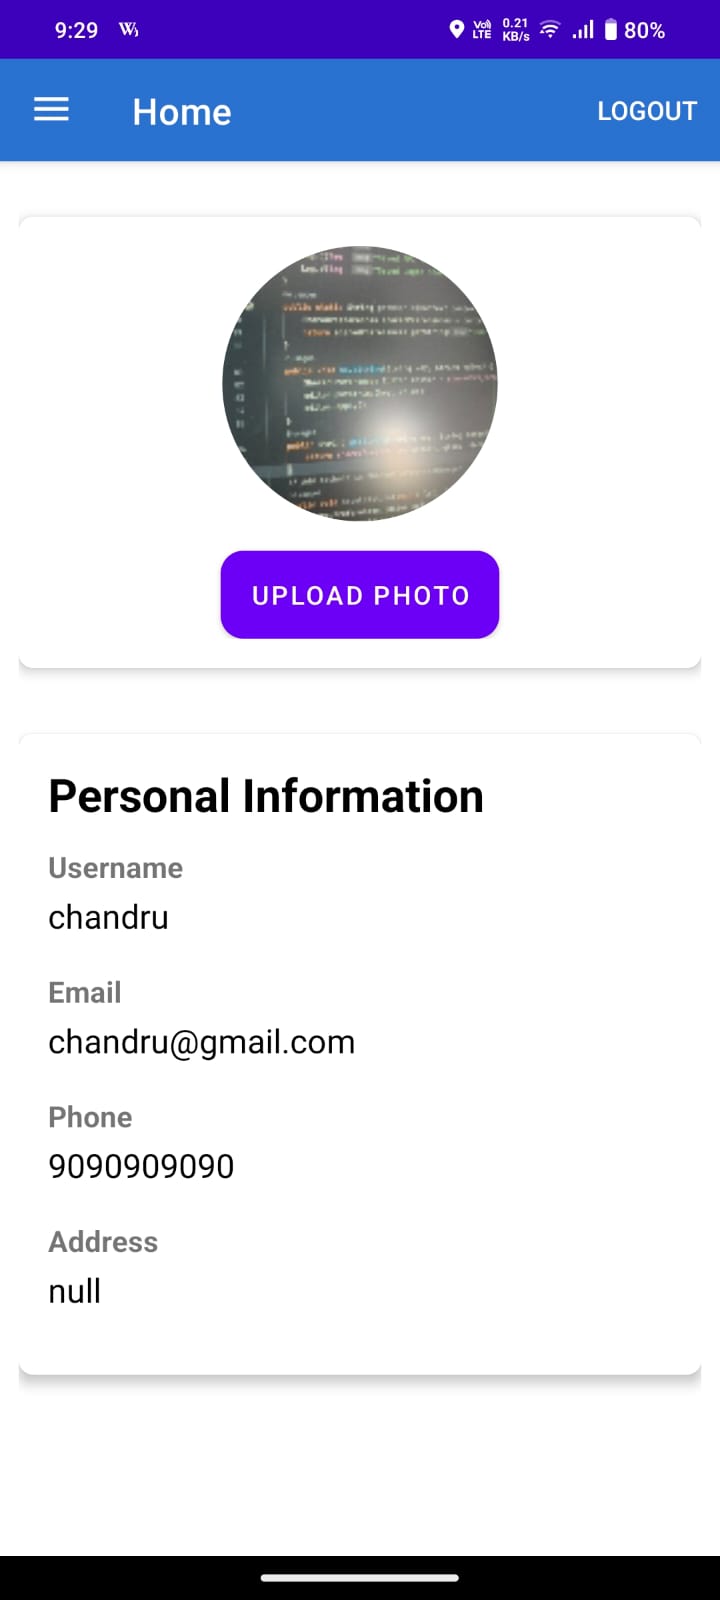 9:29 W Vo)) LTE 0.21 KB/s 80%
Home LOGOUT
UPLOAD PHOTO
Personal Information
Username
chandru
Email
chandru@gmail.com
Phone
9090909090
Address
null